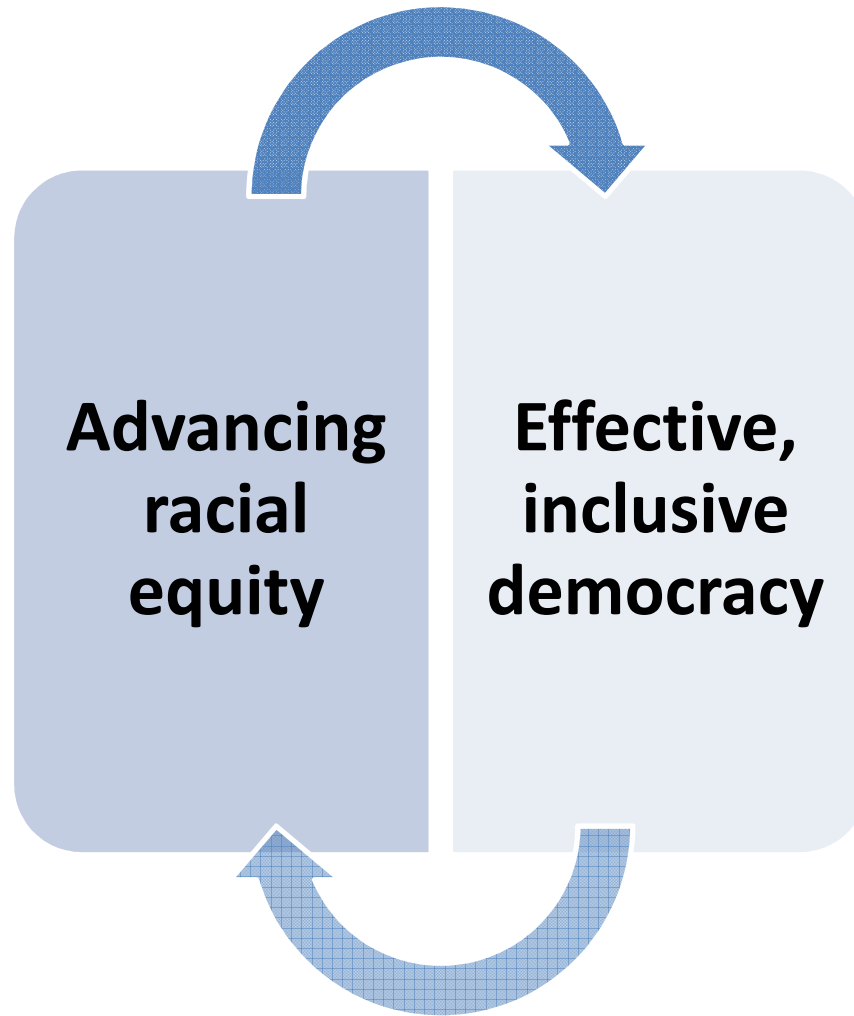 Advancing
racial
equity
Effective,
inclusive
democracy